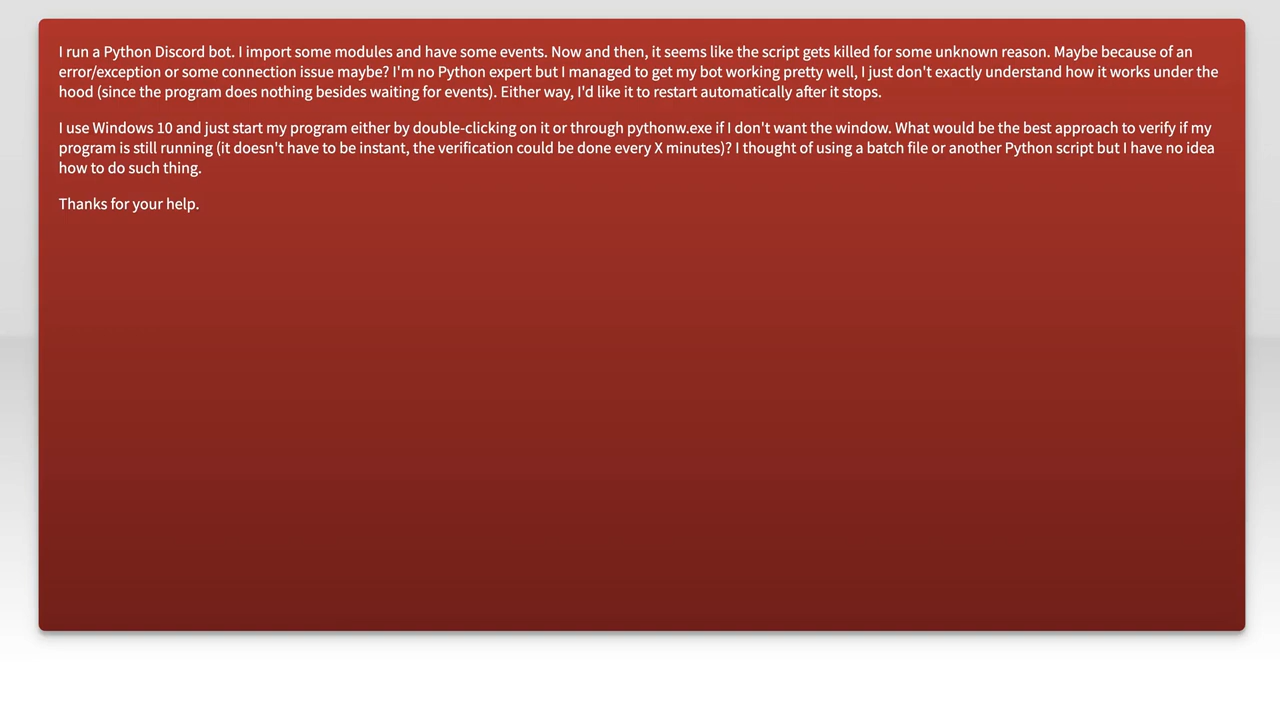 I run a Python Discord bot. I import some modules and have some events. Now and then, it seems like the script gets killed for some unknown reason. Maybe because of an
error/exception or some connection issue maybe? I'm no Python expert but I managed to get my bot working pretty well, I just don't exactly understand how it works under the
hood (since the program does nothing besides waiting for events). Either way, I'd like it to restart automatically after it stops.
I use Windows 10 and just start my program either by double-clicking on it or through pythonw.exe if I don't want the window. What would be the best approach to verify if my
program is still running (it doesn't have to be instant, the verification could be done every X minutes)? I thought of using a batch file or another Python script but I have no idea
how to do such thing.
Thanks for your help.